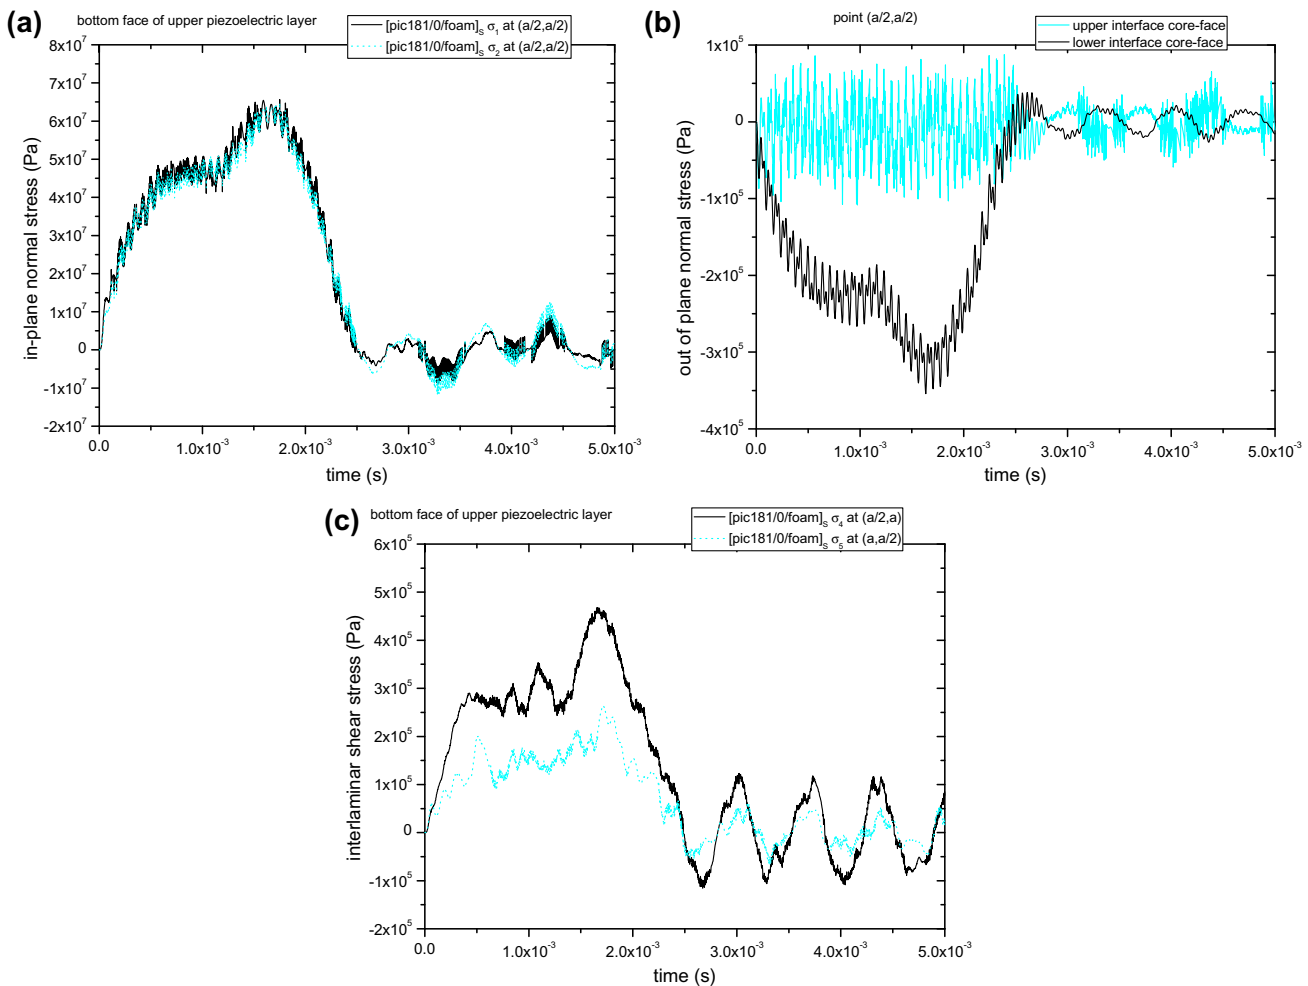 (a)
bottom face of upper piezoelectric layer
[pic181/0/foam]S σ1 at (a/2,a/2)
[pic181/0/foam]S σ2 at (a/2,a/2)
8x10^7
7x10^7
6x10^7
5x10^7
4x10^7
3x10^7
2x10^7
1x10^7
0
-1x10^7
-2x10^7
in-plane normal stress (Pa)
0.0
1.0x10^-3
2.0x10^-3
3.0x10^-3
4.0x10^-3
5.0x10^-3
time (s)
(b)
point (a/2,a/2)
upper interface core-face
lower interface core-face
1x10^5
0
-1x10^5
-2x10^5
-3x10^5
-4x10^5
out of plane normal stress (Pa)
0.0
1.0x10^-3
2.0x10^-3
3.0x10^-3
4.0x10^-3
5.0x10^-3
time (s)
(c)
bottom face of upper piezoelectric layer
[pic181/0/foam]S σ4 at (a/2,a)
[pic181/0/foam]S σ5 at (a,a/2)
6x10^5
5x10^5
4x10^5
3x10^5
2x10^5
1x10^5
0
-1x10^5
-2x10^5
interlaminar shear stress (Pa)
0.0
1.0x10^-3
2.0x10^-3
3.0x10^-3
4.0x10^-3
5.0x10^-3
time (s)